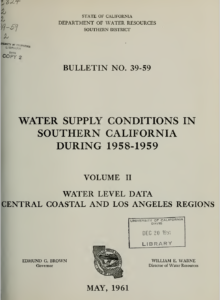 STATE OF CALIFORNIA
DEPARTMENT OF WATER RESOURCES
SOUTHERN DISTRICT
BULLETIN NO. 39-59
WATER SUPPLY CONDITIONS IN
SOUTHERN CALIFORNIA
DURING 1958-1959
VOLUME II
WATER LEVEL DATA
CENTRAL COASTAL AND LOS ANGELES REGIONS
LIBRARY
EDMUND G. BROWN
Governor
WILLIAM E. WARNE
Director of Water Resources
MAY, 1961